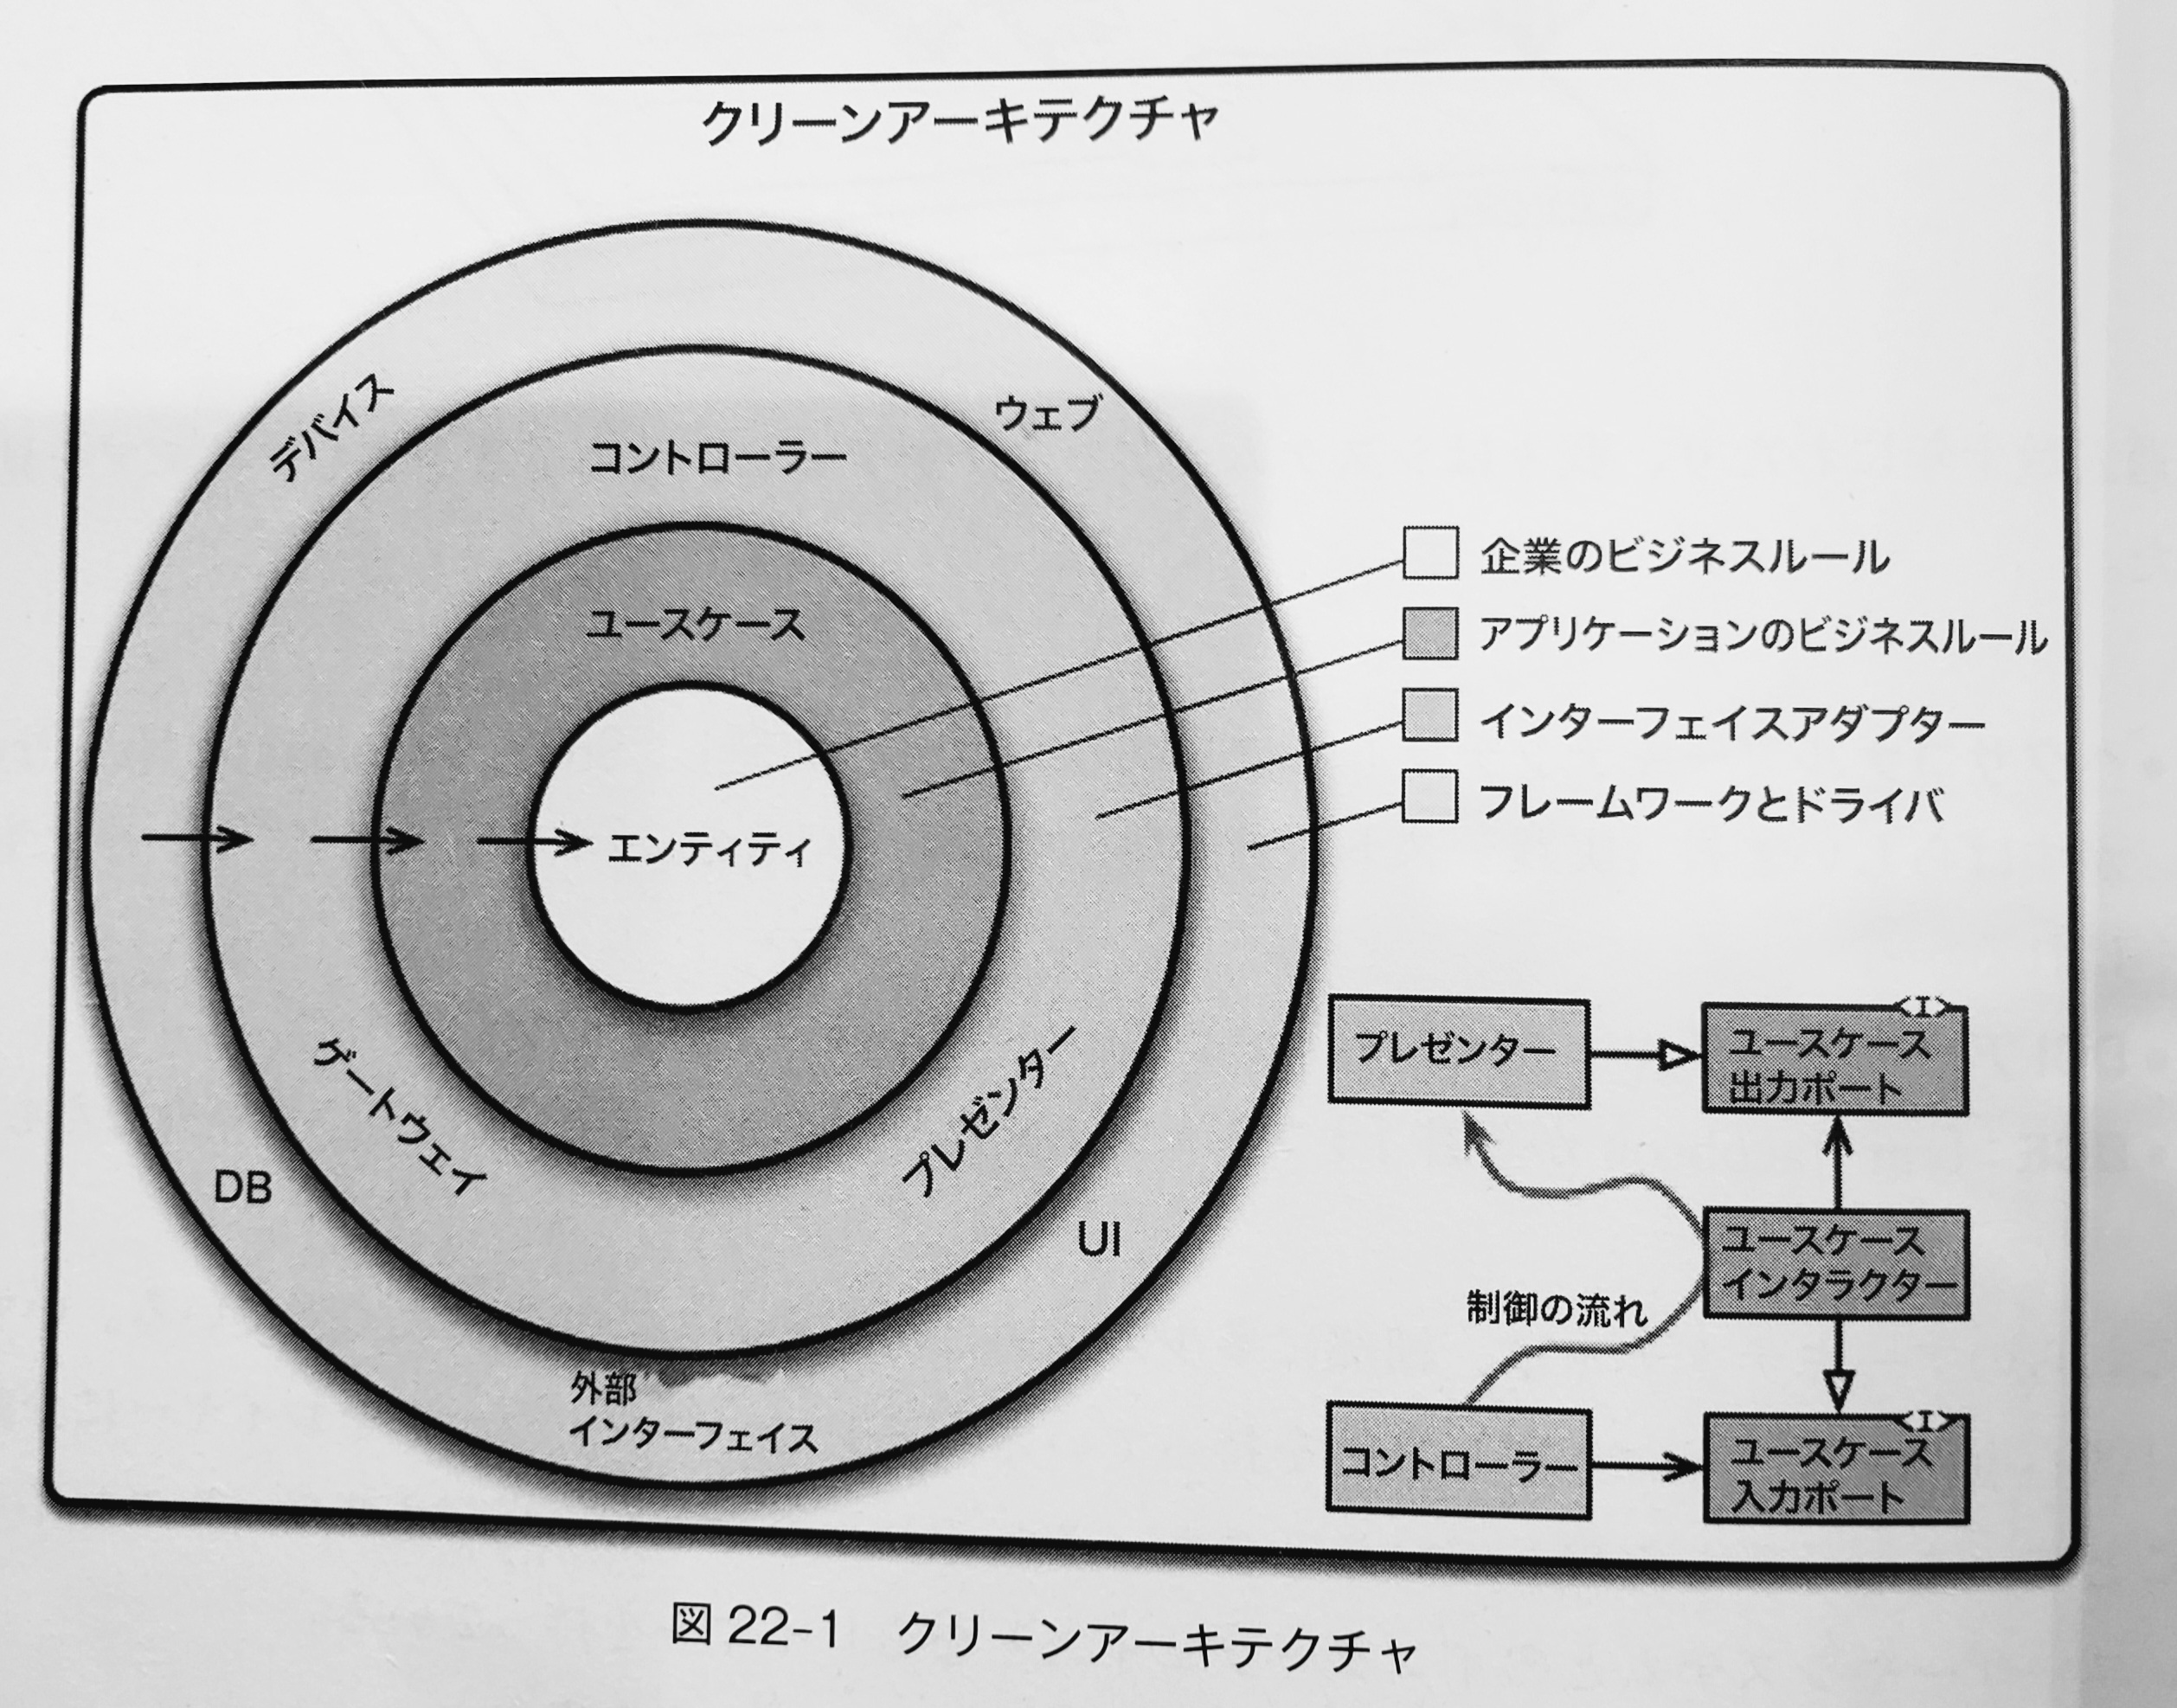 クリーンアーキテクチャ
デバイス
ウェブ
コントローラー
ユースケース
エンティティ
ゲートウェイ
プレゼンター
DB
UI
外部
インターフェイス
企業のビジネスルール
アプリケーションのビジネスルール
インターフェイスアダプター
フレームワークとドライバ
プレゼンター
<I>
ユースケース
出力ポート
ユースケース
インタラクター
制御の流れ
コントローラー
<I>
ユースケース
入力ポート
図 22-1　クリーンアーキテクチャ